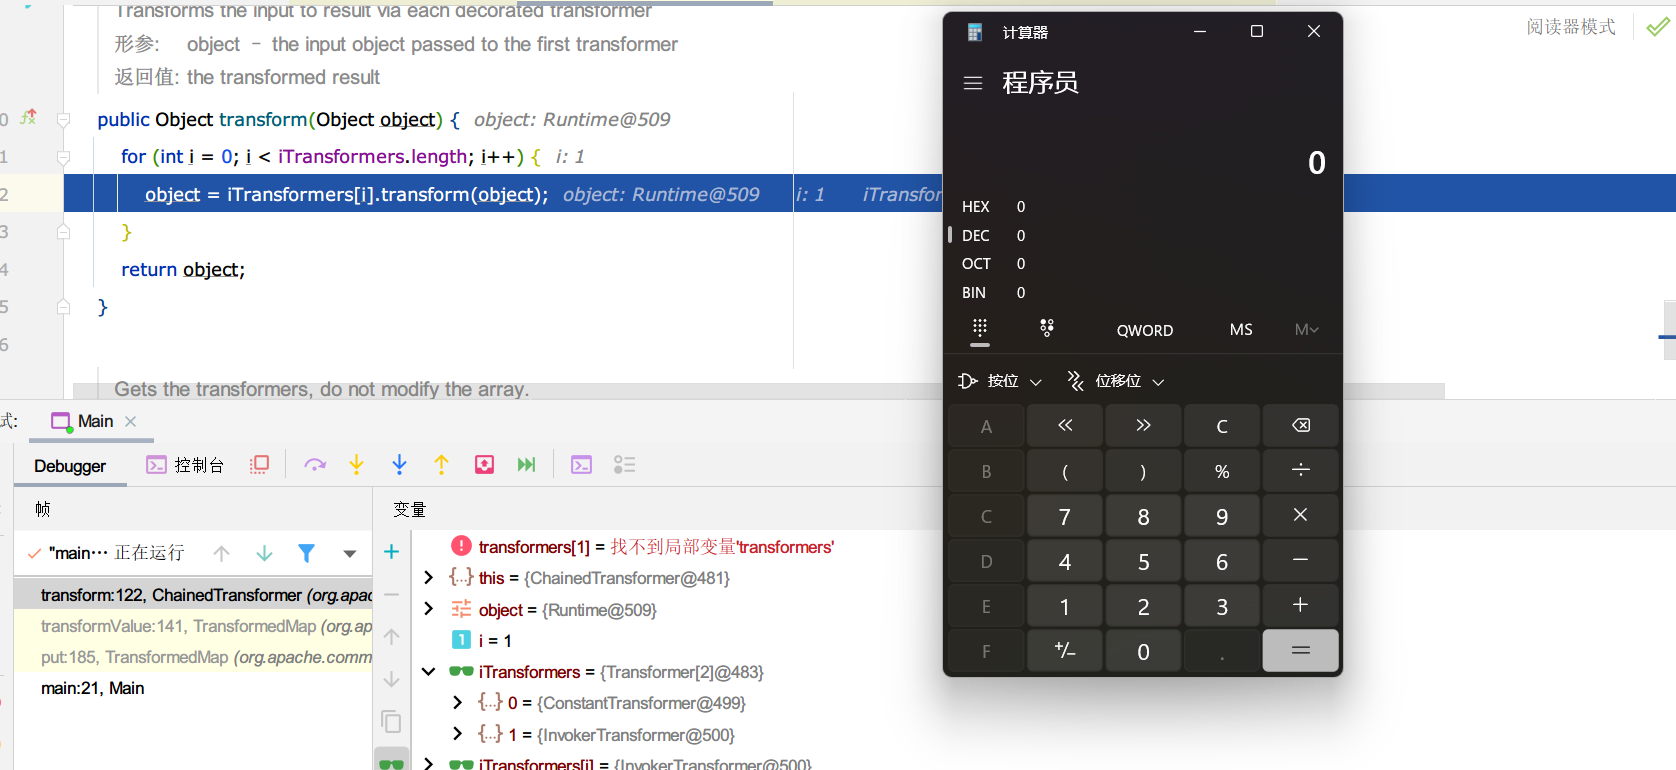 Transforms the input to result via each decorated transformer
形参: object – the input object passed to the first transformer
返回值: the transformed result
阅读器模式
0 public Object transform(Object object) { object: Runtime@509
1 for (int i = 0; i < iTransformers.length; i++) { i: 1
2 object = iTransformers[i].transform(object); object: Runtime@509 i: 1 iTransfor
3 }
4 return object;
5 }
6
Gets the transformers, do not modify the array.
试: Main
Debugger 控制台
帧
变量
"main… 正在运行
transform:122, ChainedTransformer (org.apac
transformValue:141, TransformedMap (org.ap
put:185, TransformedMap (org.apache.comm
main:21, Main
transformers[1] = 找不到局部变量'transformers'
this = {ChainedTransformer@481}
object = {Runtime@509}
i = 1
iTransformers = {Transformer[2]@483}
0 = {ConstantTransformer@499}
1 = {InvokerTransformer@500}
iTransformers[i] = {InvokerTransformer@500}
计算器
程序员
0
HEX 0
DEC 0
OCT 0
BIN 0
QWORD MS M
按位 位移位
A « » C
B ( ) % ÷
C 7 8 9 ×
D 4 5 6 −
E 1 2 3 +
F +/− 0 . =